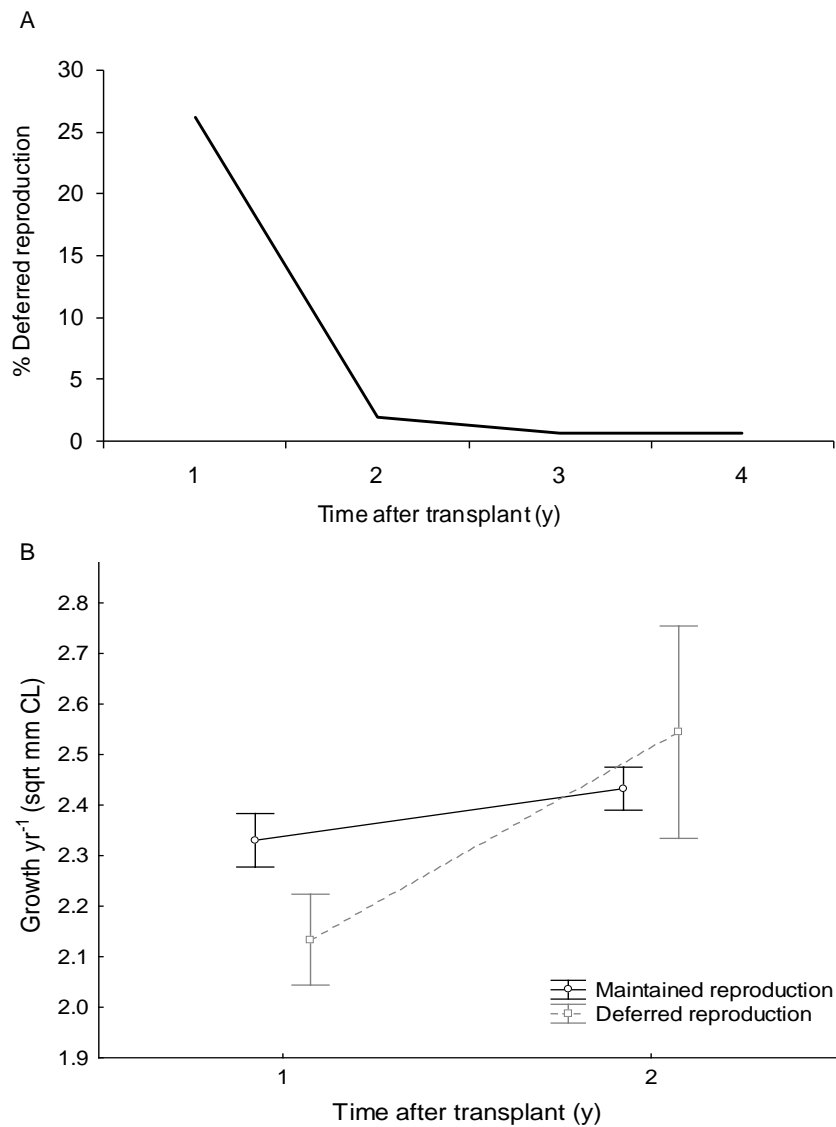 A
30
25
20
15
10
5
0
% Deferred reproduction
1 2 3 4
Time after transplant (y)
B
2.8
2.7
2.6
2.5
2.4
2.3
2.2
2.1
2.0
1.9
Growth yr⁻¹ (sqrt mm CL)
Maintained reproduction
Deferred reproduction
1 2
Time after transplant (y)